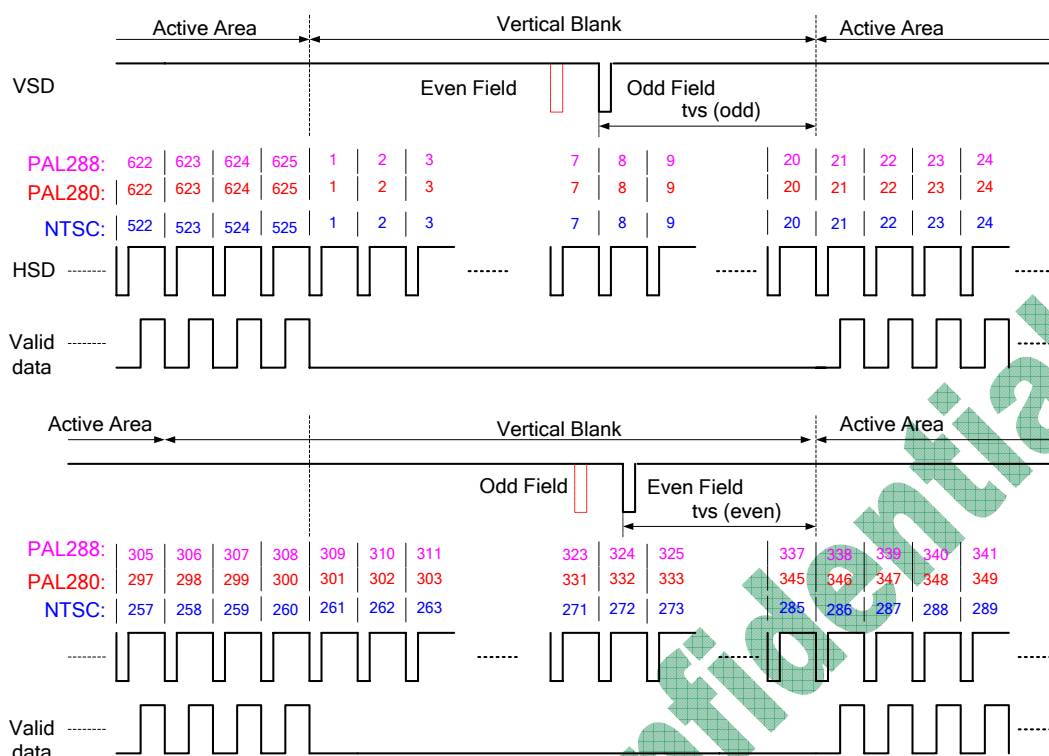 Active Area Vertical Blank Active Area
VSD Even Field Odd Field
tvs (odd)
PAL288: 622 623 624 625 1 2 3 7 8 9 20 21 22 23 24
PAL280: 622 623 624 625 1 2 3 7 8 9 20 21 22 23 24
NTSC: 522 523 524 525 1 2 3 7 8 9 20 21 22 23 24
HSD
Valid
data
Active Area Vertical Blank Active Area
Odd Field Even Field
tvs (even)
PAL288: 305 306 307 308 309 310 311 323 324 325 337 338 339 340 341
PAL280: 297 298 299 300 301 302 303 331 332 333 345 346 347 348 349
NTSC: 257 258 259 260 261 262 263 271 272 273 285 286 287 288 289
Valid
data
nfidentia